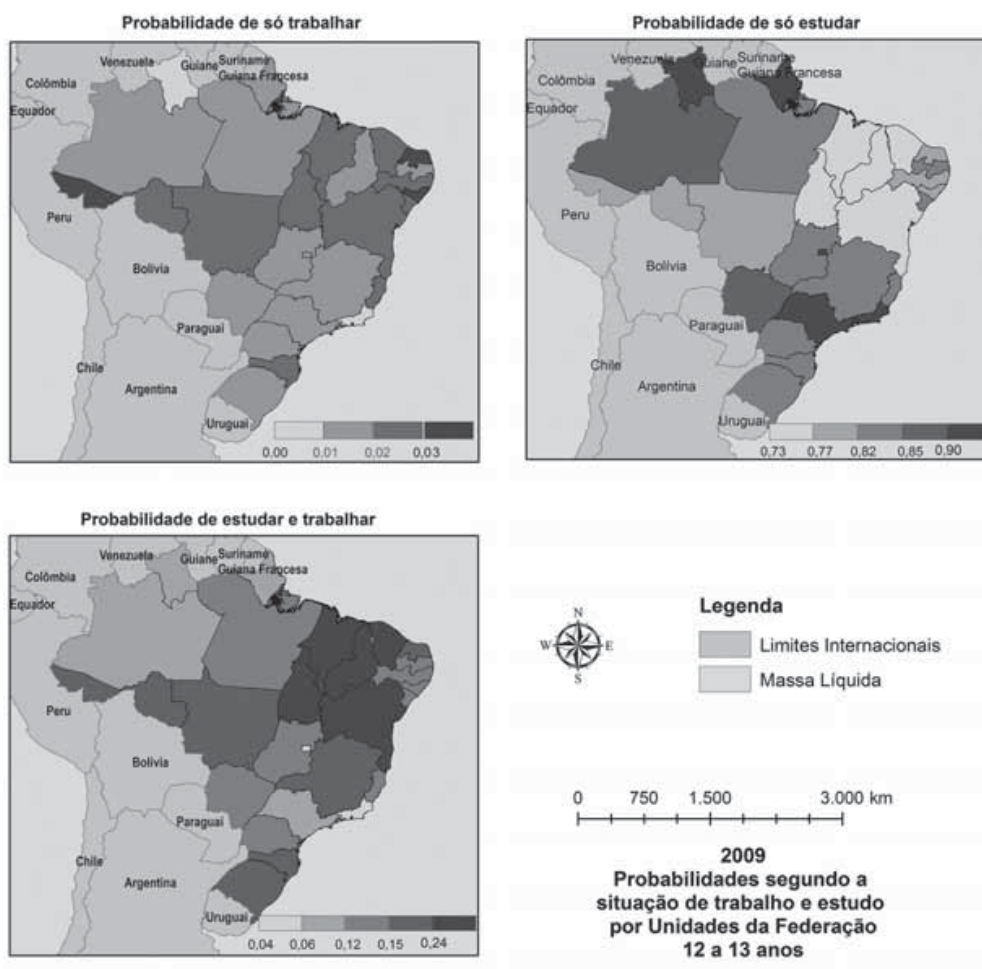 Probabilidade de só trabalhar
Venezuela
Guiane
Suriname
Guiana Francesa
Colômbia
Equador
Peru
Bolívia
Paraguai
Chile
Argentina
Uruguai
0.00 0,01 0,02 0,03
Probabilidade de só estudar
Venezuela
Guiane
Suriname
Guiana Francesa
Colômbia
Equador
Peru
Bolívia
Paraguai
Chile
Argentina
Uruguai
0,73 0,77 0,82 0,85 0,90
Probabilidade de estudar e trabalhar
Venezuela
Guiane
Suriname
Guiana Francesa
Colômbia
Equador
Peru
Bolívia
Paraguai
Chile
Argentina
Uruguai
0,04 0,06 0,12 0,15 0,24
N
W E
S
Legenda
Limites Internacionais
Massa Líquida
0 750 1.500 3.000 km
2009
Probabilidades segundo a
situação de trabalho e estudo
por Unidades da Federação
12 a 13 anos